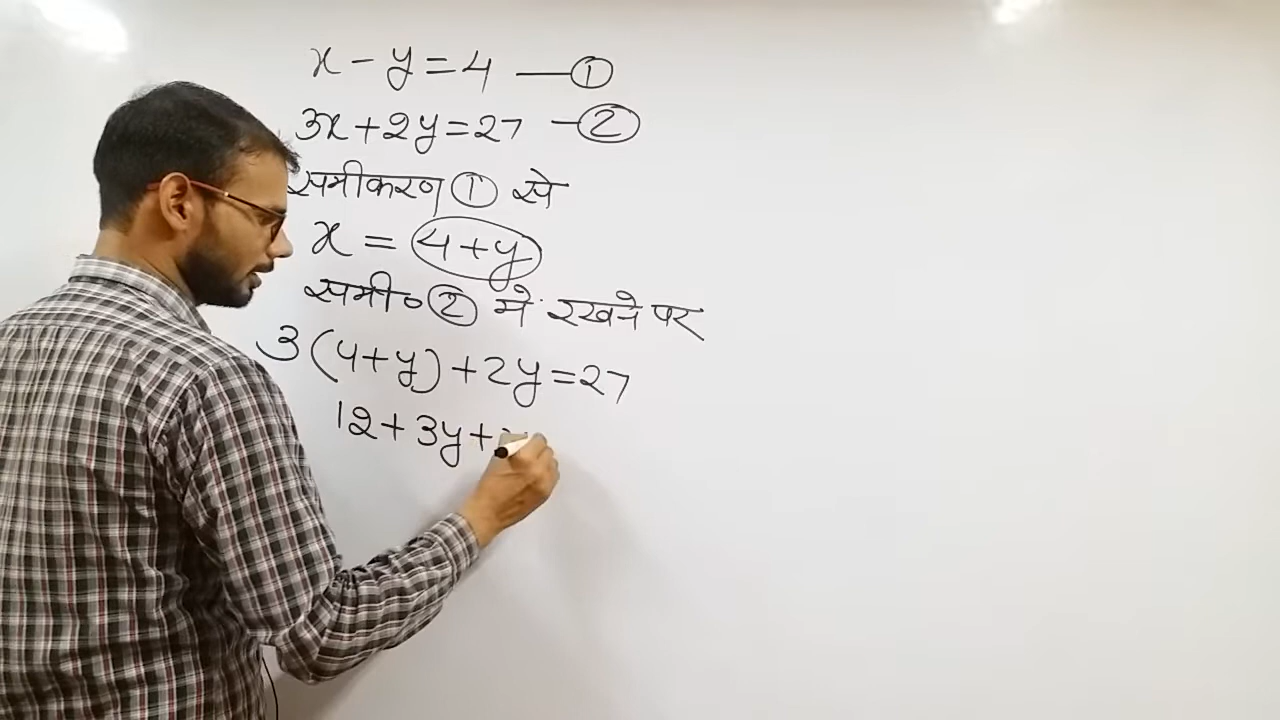 x - y = 4 — ①
3x + 2y = 27 - ②
समीकरण ① से
x = 4 + y
समी० ② में रखने पर
3 (4 + y) + 2y = 27
12 + 3y +